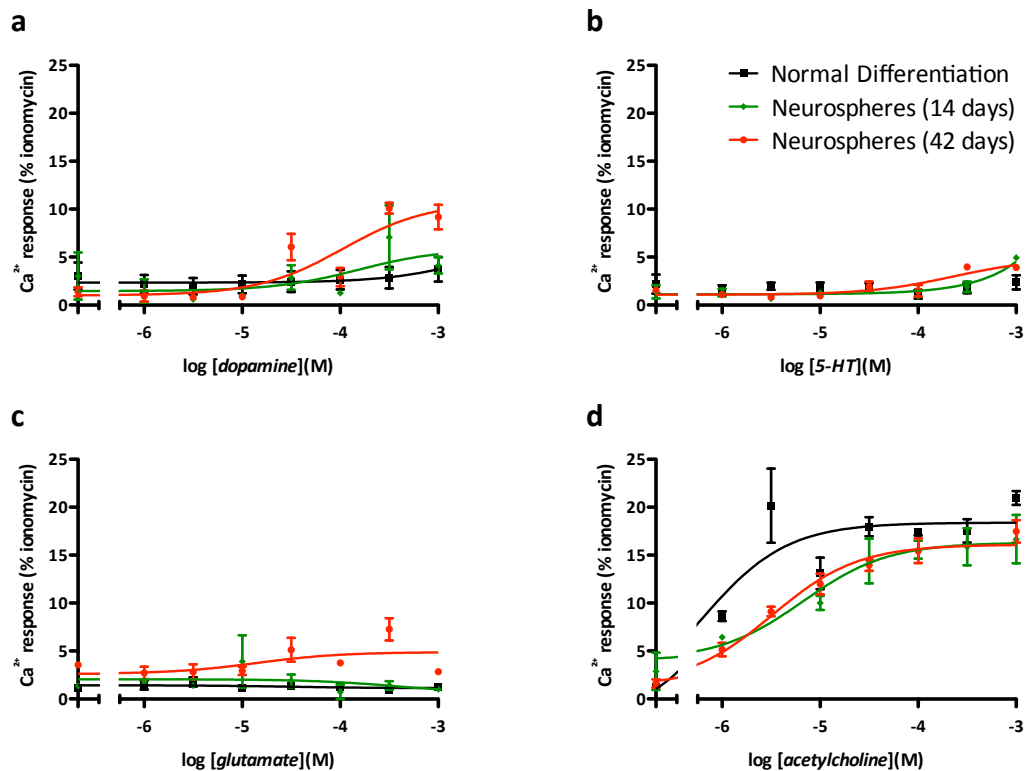 a
25
20
15
10
5
0
Ca²⁺ response (% ionomycin)
-6 -5 -4 -3
log [dopamine](M)
b
25
20
15
10
5
0
Ca²⁺ response (% ionomycin)
Normal Differentiation
Neurospheres (14 days)
Neurospheres (42 days)
-6 -5 -4 -3
log [5-HT](M)
c
25
20
15
10
5
0
Ca²⁺ response (% ionomycin)
-6 -5 -4 -3
log [glutamate](M)
d
25
20
15
10
5
0
Ca²⁺ response (% ionomycin)
-6 -5 -4 -3
log [acetylcholine](M)